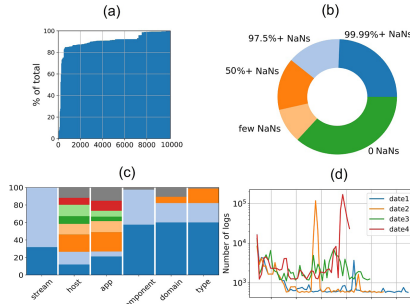 (a)
100
80
60
40
20
0
% of total
0 2000 4000 6000 8000 10000
(b)
97.5%+ NaNs
99.99%+ NaNs
50%+ NaNs
few NaNs
0 NaNs
(c)
100
80
60
40
20
0
stream
host
app
component
domain
type
(d)
Number of logs
10⁵
10⁴
10³
date1
date2
date3
date4